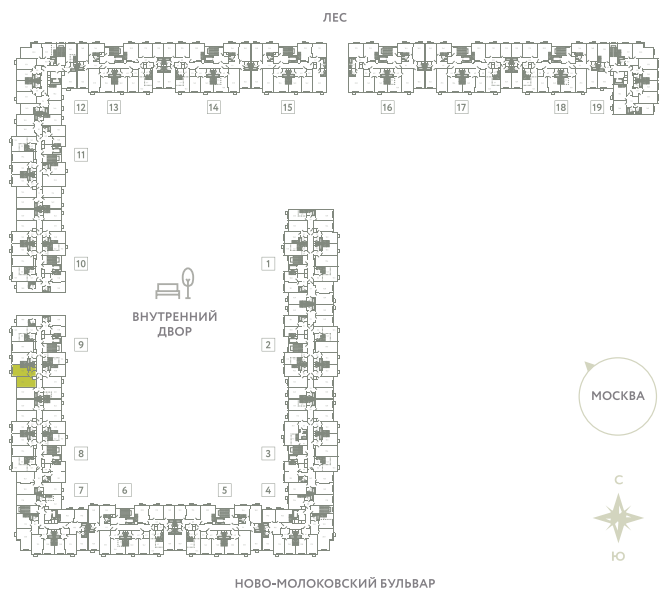 ЛЕС
12 13 14 15 16 17 18 19
11
10 1
ВНУТРЕННИЙ
ДВОР
9 2
МОСКВА
8 3
7 6 5 4
С
Ю
НОВО-МОЛОКОВСКИЙ БУЛЬВАР